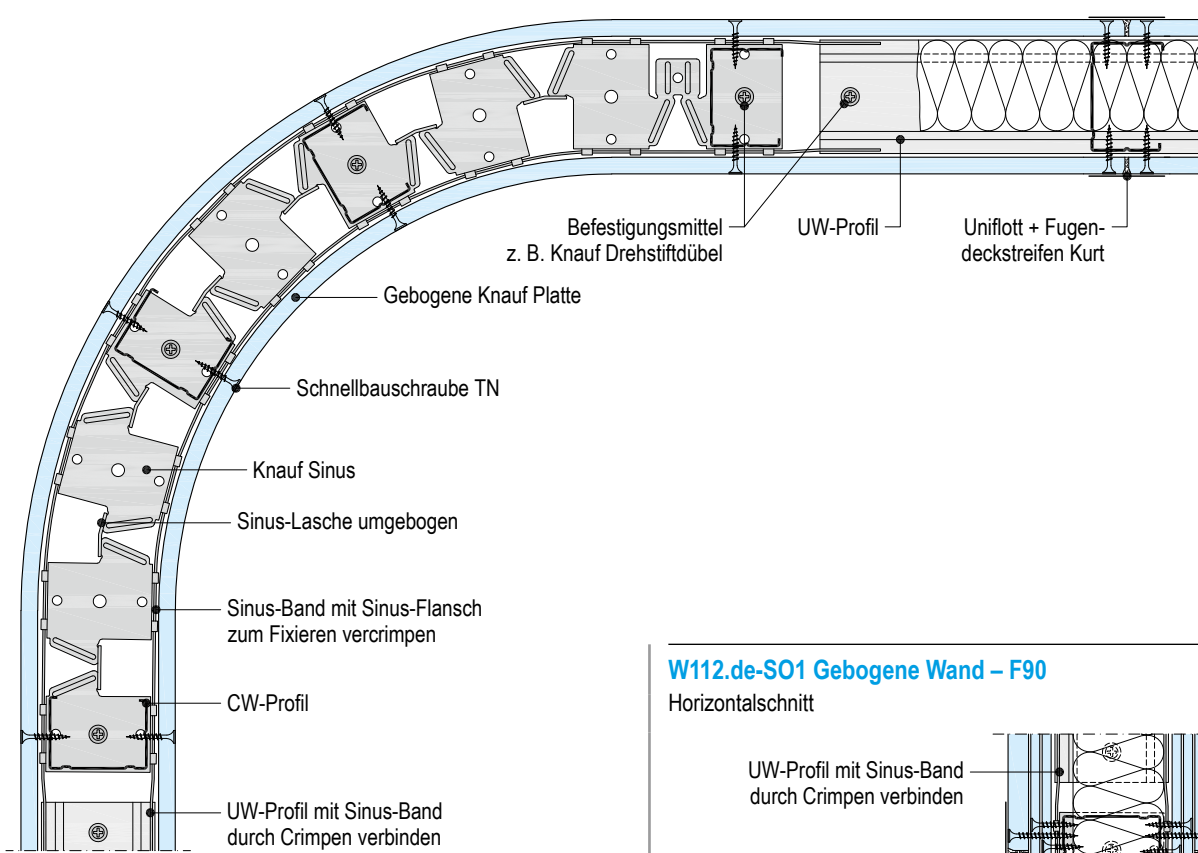 Befestigungsmittel
z. B. Knauf Drehstiftdübel
UW-Profil
Uniflott + Fugen-
deckstreifen Kurt
Gebogene Knauf Platte
Schnellbauschraube TN
Knauf Sinus
Sinus-Lasche umgebogen
Sinus-Band mit Sinus-Flansch
zum Fixieren vercrimpen
CW-Profil
UW-Profil mit Sinus-Band
durch Crimpen verbinden
W112.de-SO1 Gebogene Wand – F90
Horizontalschnitt
UW-Profil mit Sinus-Band
durch Crimpen verbinden